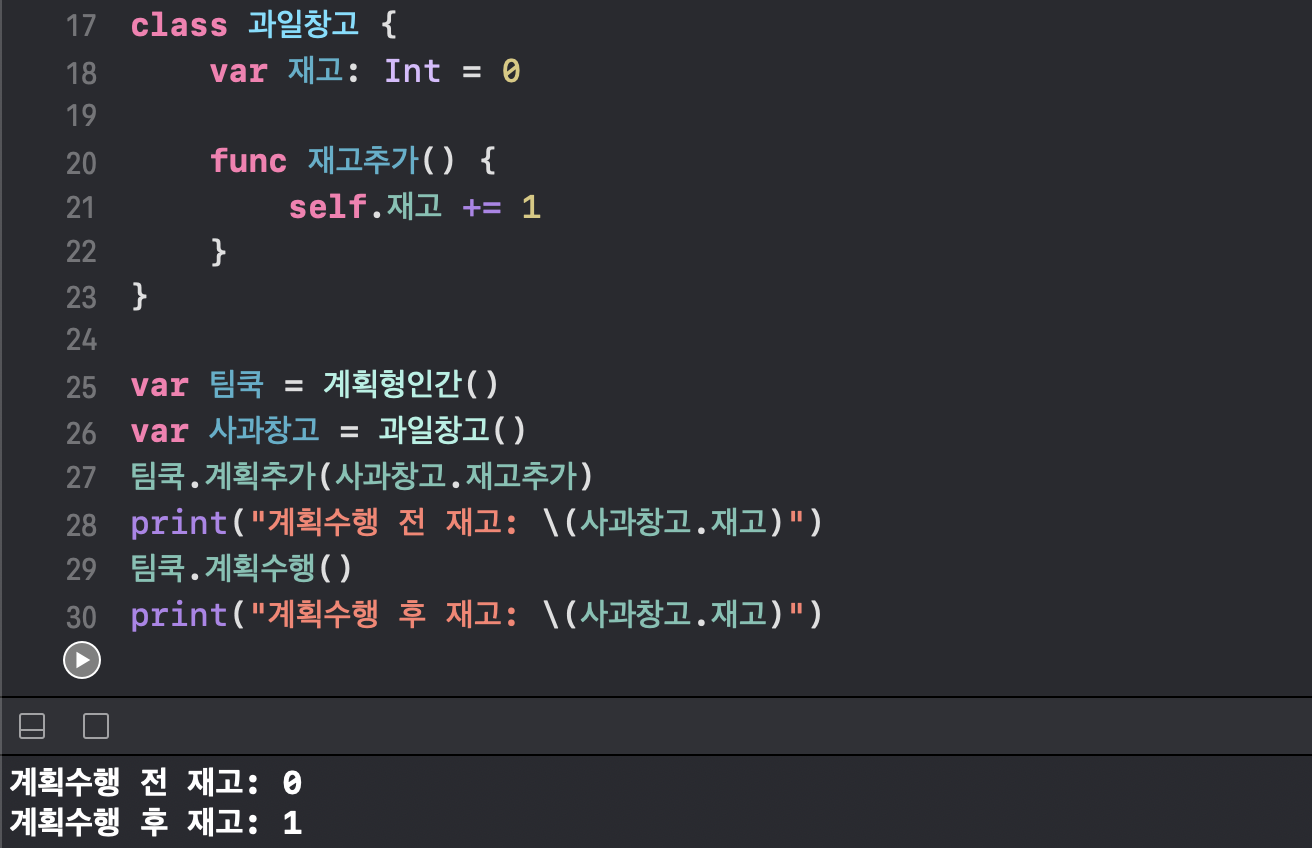 17 class 과일창고 {
18     var 재고: Int = 0
19
20     func 재고추가() {
21         self.재고 += 1
22     }
23 }
24
25 var 팀쿡 = 계획형인간()
26 var 사과창고 = 과일창고()
27 팀쿡.계획추가(사과창고.재고추가)
28 print("계획수행 전 재고: \(사과창고.재고)")
29 팀쿡.계획수행()
30 print("계획수행 후 재고: \(사과창고.재고)")
계획수행 전 재고: 0
계획수행 후 재고: 1